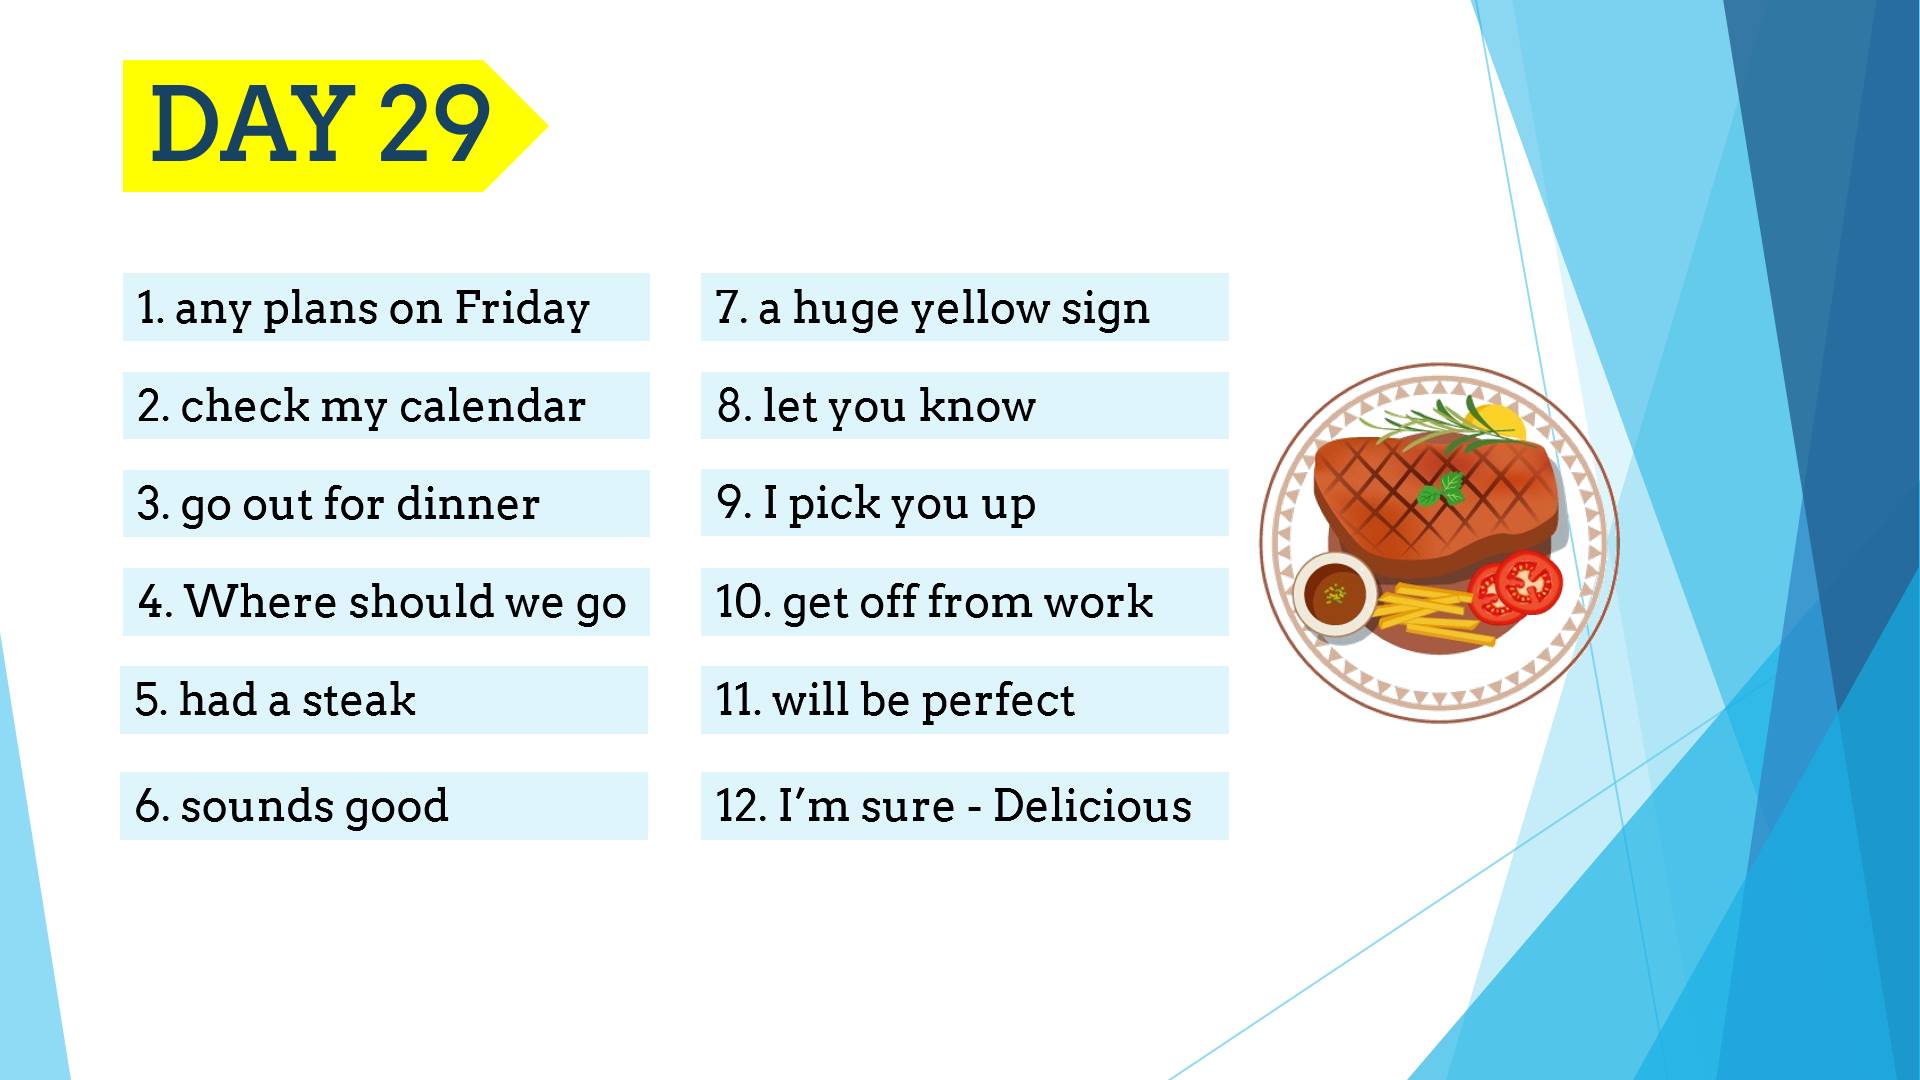 DAY 29
1. any plans on Friday
2. check my calendar
3. go out for dinner
4. Where should we go
5. had a steak
6. sounds good
7. a huge yellow sign
8. let you know
9. I pick you up
10. get off from work
11. will be perfect
12. I’m sure - Delicious